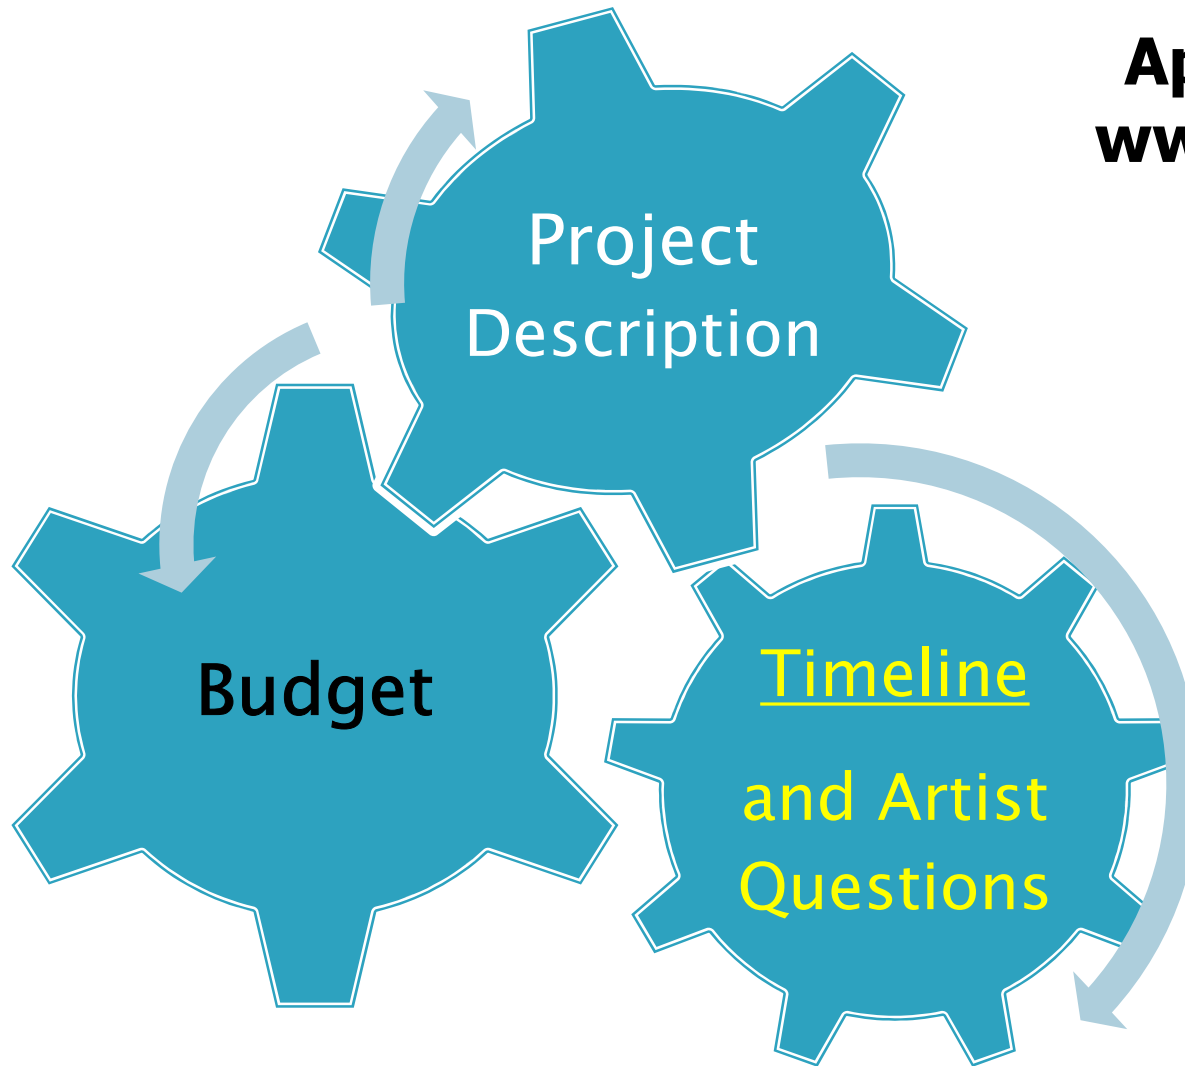 Project
Description
Budget
Timeline
and Artist
Questions